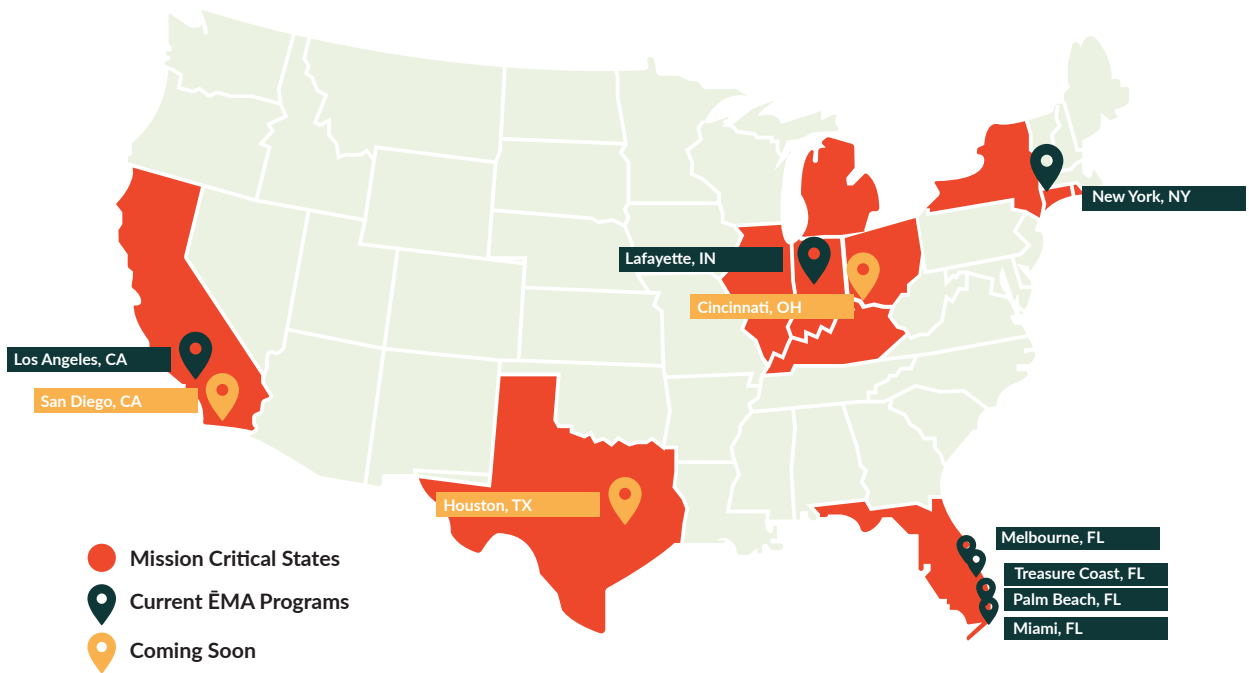 New York, NY
Lafayette, IN
Cincinnati, OH
Los Angeles, CA
San Diego, CA
Houston, TX
Melbourne, FL
Treasure Coast, FL
Palm Beach, FL
Miami, FL
Mission Critical States
Current ĒMA Programs
Coming Soon